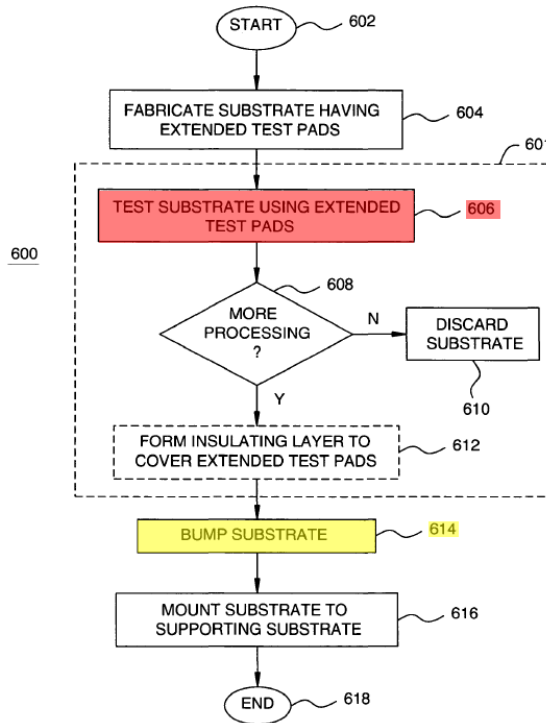 START
602
FABRICATE SUBSTRATE HAVING
EXTENDED TEST PADS
604
601
TEST SUBSTRATE USING EXTENDED
TEST PADS
606
600
608
MORE
PROCESSING
?
N
DISCARD
SUBSTRATE
610
Y
FORM INSULATING LAYER TO
COVER EXTENDED TEST PADS
612
BUMP SUBSTRATE
614
MOUNT SUBSTRATE TO
SUPPORTING SUBSTRATE
616
END
618